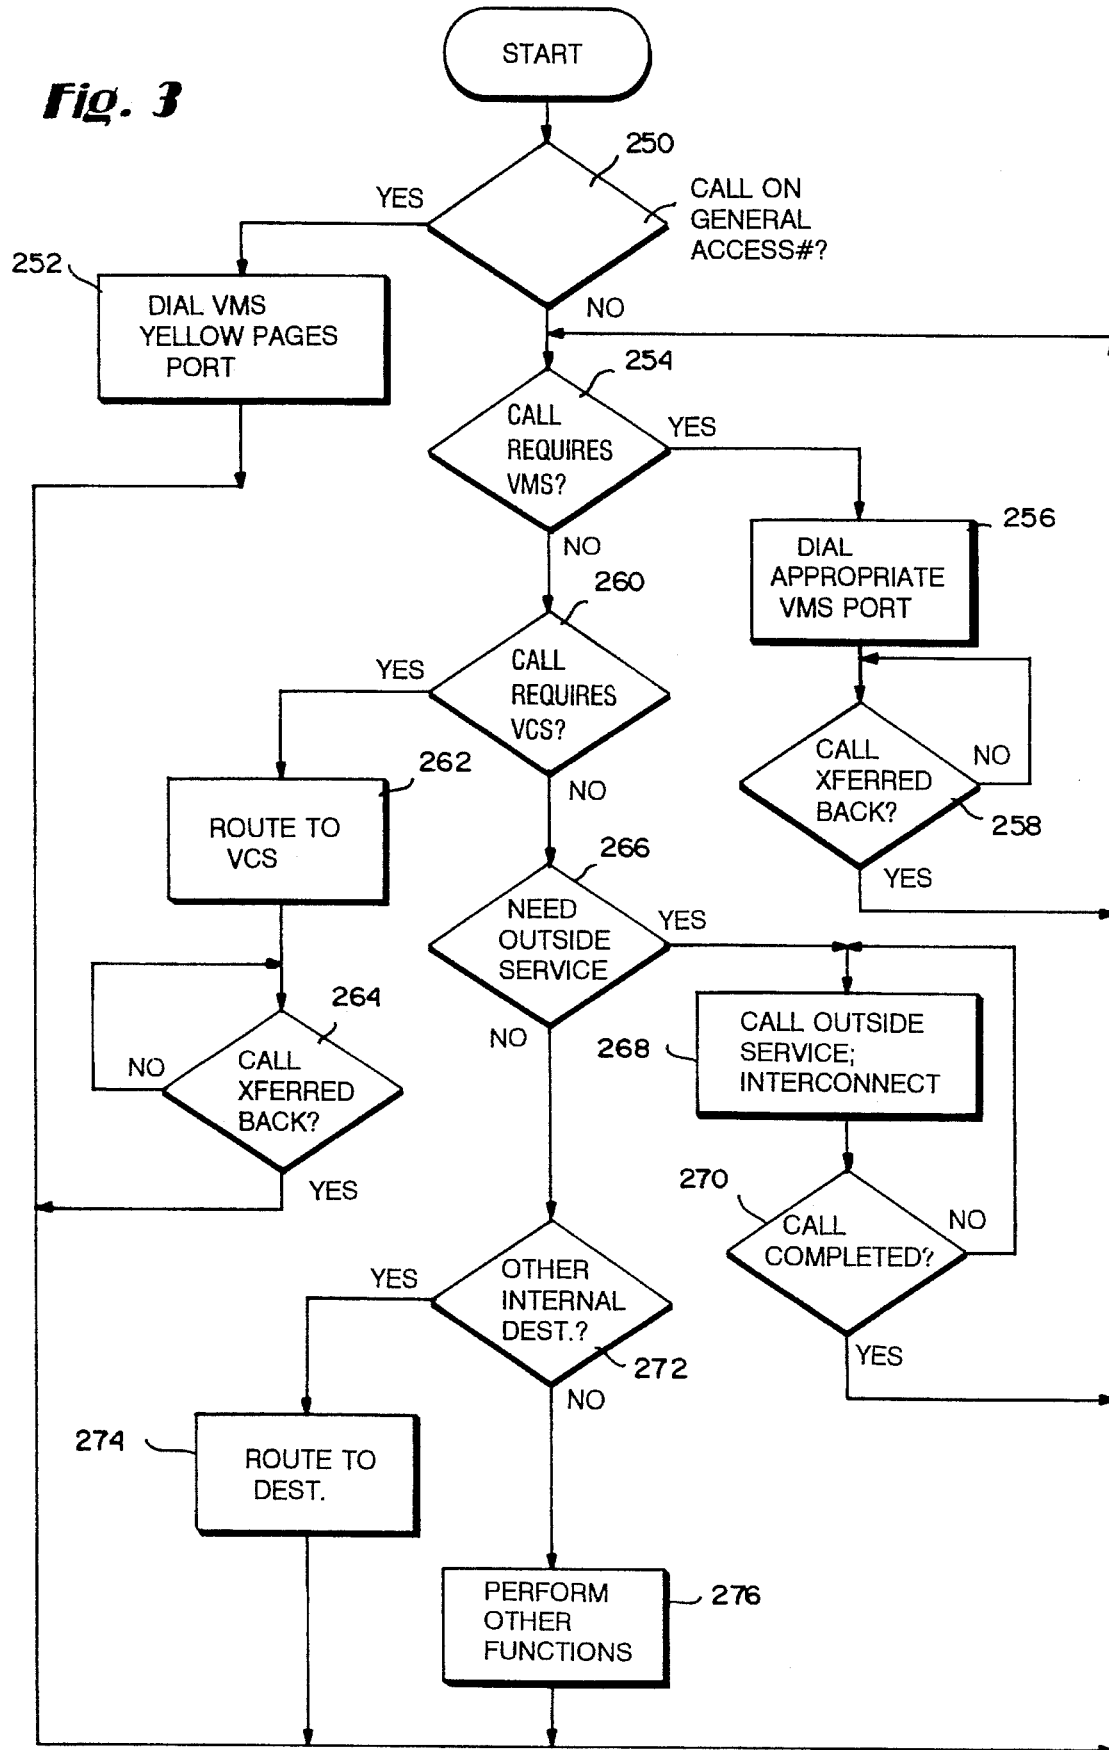 START
Fig. 3
250
YES
CALL ON
GENERAL
ACCESS#?
252
DIAL VMS
YELLOW PAGES
PORT
NO
254
CALL
REQUIRES
VMS?
YES
256
NO
DIAL
APPROPRIATE
VMS PORT
260
YES
CALL
REQUIRES
VCS?
CALL
XFERRED
BACK?
NO
258
262
NO
ROUTE TO
VCS
266
YES
NEED
OUTSIDE
SERVICE
YES
264
NO
CALL
XFERRED
BACK?
NO
268
CALL OUTSIDE
SERVICE;
INTERCONNECT
YES
270
CALL
COMPLETED?
NO
YES
OTHER
INTERNAL
DEST.?
272
YES
NO
274
ROUTE TO
DEST.
PERFORM
OTHER
FUNCTIONS
276